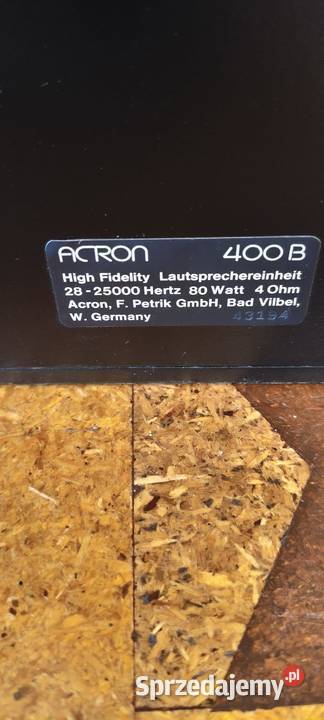 ACRON 400 B
High Fidelity Lautsprechereinheit
28-25000 Hertz 80 Watt 4 Ohm
Acron, F. Petrik GmbH, Bad Vilbel,
W. Germany 43194
Sprzedajemy.pl